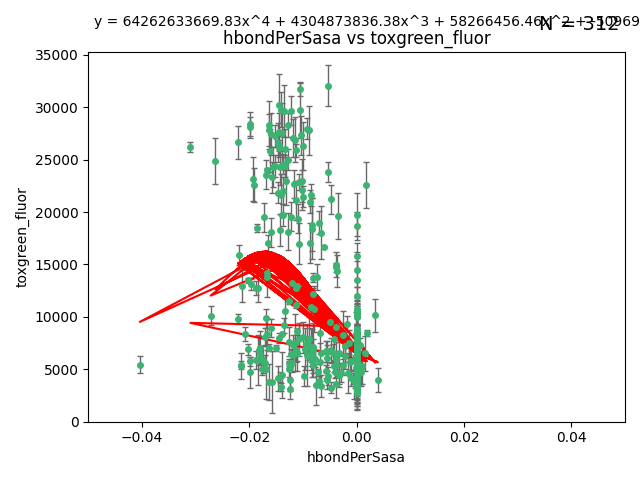 y = 64262633669.83x^4 + 4304873836.38x^3 + 58266456.46x^2 + -50969
N = 312
hbondPerSasa vs toxgreen_fluor
35000
30000
25000
20000
15000
10000
5000
0
toxgreen_fluor
−0.04
−0.02
0.00
0.02
0.04
hbondPerSasa